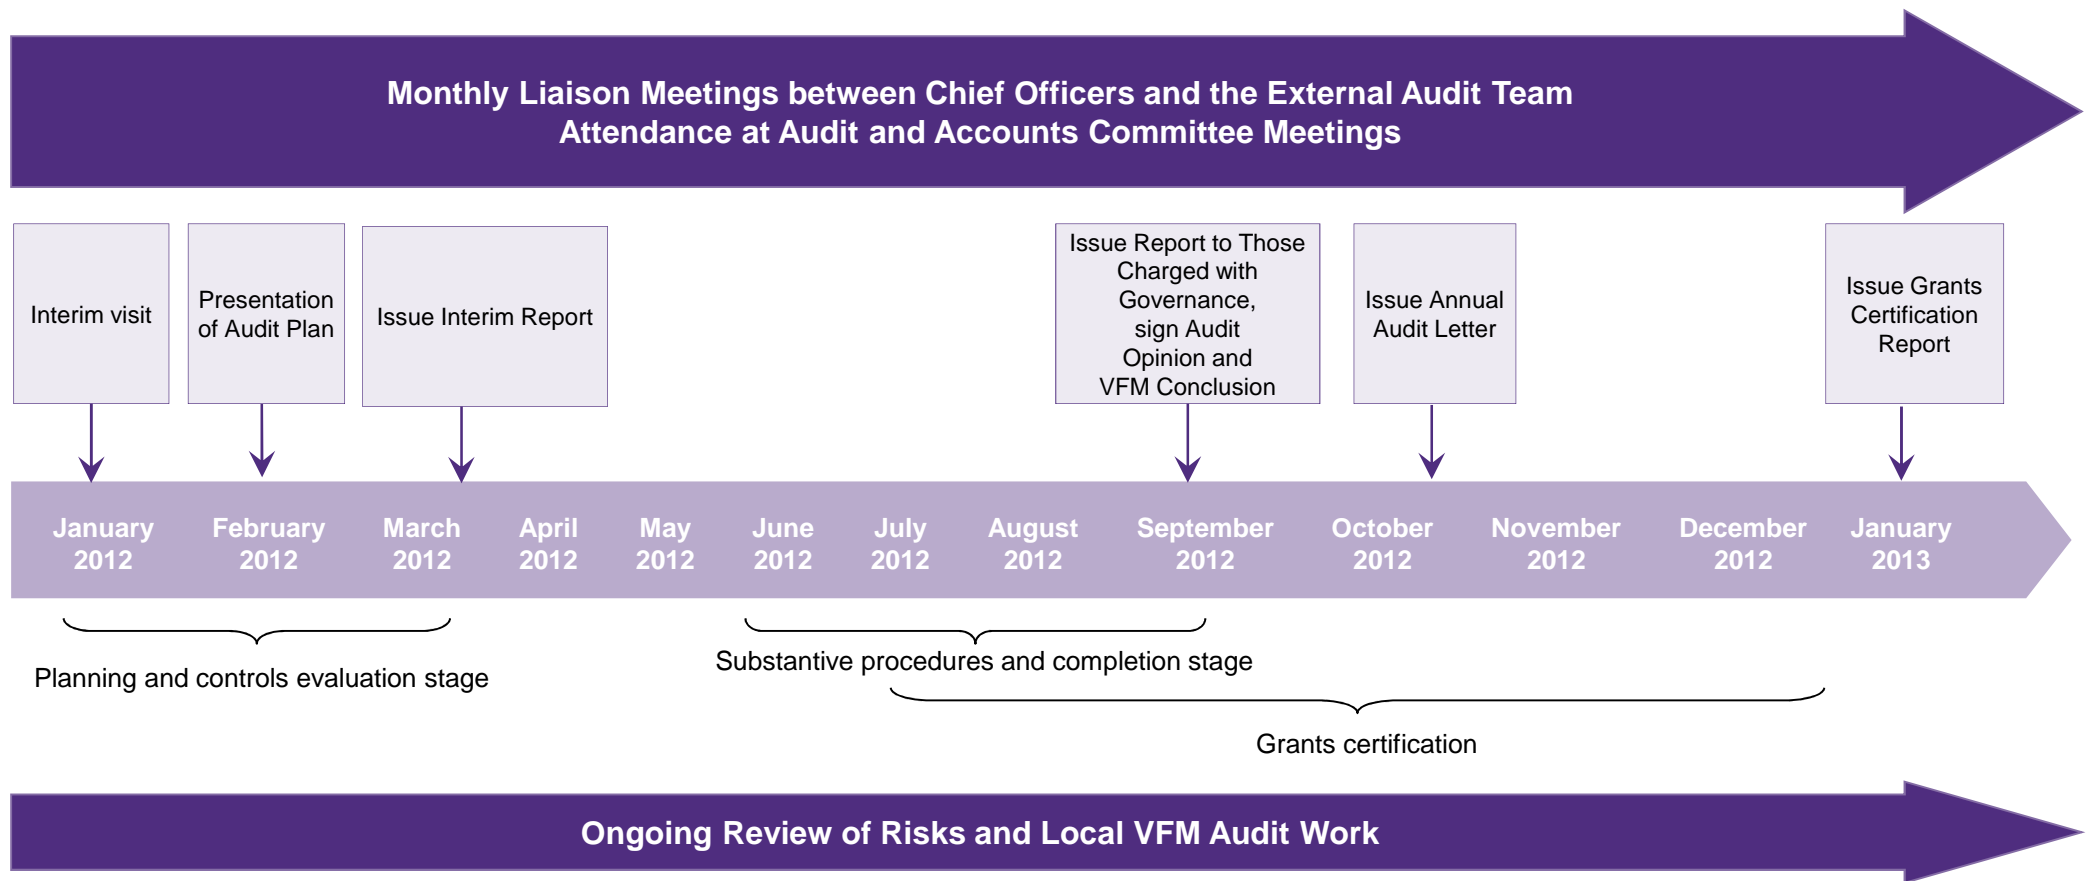 Monthly Liaison Meetings between Chief Officers and the External Audit Team
Attendance at Audit and Accounts Committee Meetings
Interim visit
Presentation
of Audit Plan
Issue Interim Report
Issue Report to Those
Charged with
Governance,
sign Audit
Opinion and
VFM Conclusion
Issue Annual
Audit Letter
Issue Grants
Certification
Report
January
2012
February
2012
March
2012
April
2012
May
2012
June
2012
July
2012
August
2012
September
2012
October
2012
November
2012
December
2012
January
2013
Planning and controls evaluation stage
Substantive procedures and completion stage
Grants certification
Ongoing Review of Risks and Local VFM Audit Work